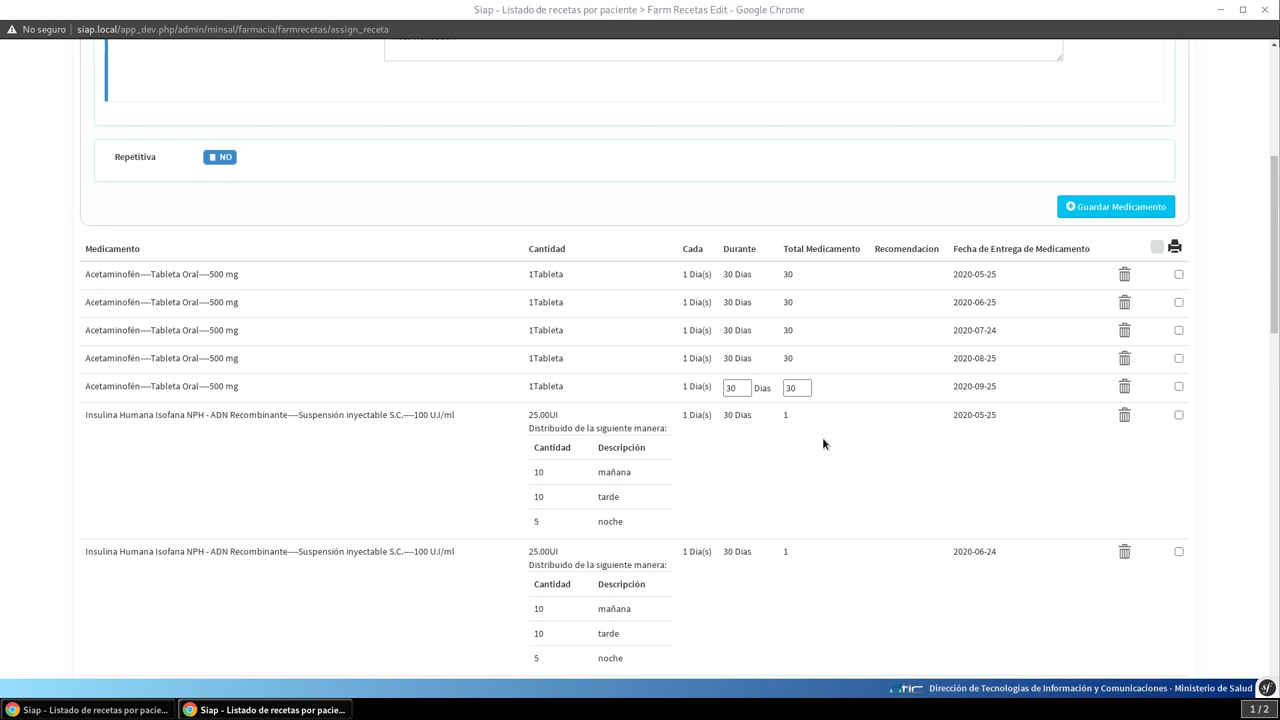 Siap - Listado de recetas por paciente > Farm Recetas Edit - Google Chrome
No seguro siap.local/app_dev.php/admin/minsal/farmacia/farmrecetas/assign_receta
Repetitiva NO
Guardar Medicamento
Medicamento Cantidad Cada Durante Total Medicamento Recomendacion Fecha de Entrega de Medicamento
Acetaminofén----Tableta Oral----500 mg 1Tableta 1 Dia(s) 30 Dias 30 2020-05-25
Acetaminofén----Tableta Oral----500 mg 1Tableta 1 Dia(s) 30 Dias 30 2020-06-25
Acetaminofén----Tableta Oral----500 mg 1Tableta 1 Dia(s) 30 Dias 30 2020-07-24
Acetaminofén----Tableta Oral----500 mg 1Tableta 1 Dia(s) 30 Dias 30 2020-08-25
Acetaminofén----Tableta Oral----500 mg 1Tableta 1 Dia(s) 30 Dias 30 2020-09-25
Insulina Humana Isofana NPH - ADN Recombinante----Suspensión inyectable S.C.----100 U.I/ml 25.00UI 1 Dia(s) 30 Dias 1 2020-05-25
Distribuido de la siguiente manera:
Cantidad Descripción
10 mañana
10 tarde
5 noche
Insulina Humana Isofana NPH - ADN Recombinante----Suspensión inyectable S.C.----100 U.I/ml 25.00UI 1 Dia(s) 30 Dias 1 2020-06-24
Distribuido de la siguiente manera:
Cantidad Descripción
10 mañana
10 tarde
5 noche
Dirección de Tecnologías de Información y Comunicaciones - Ministerio de Salud sf
Siap - Listado de recetas por pacie... Siap - Listado de recetas por pacie... 1 / 2